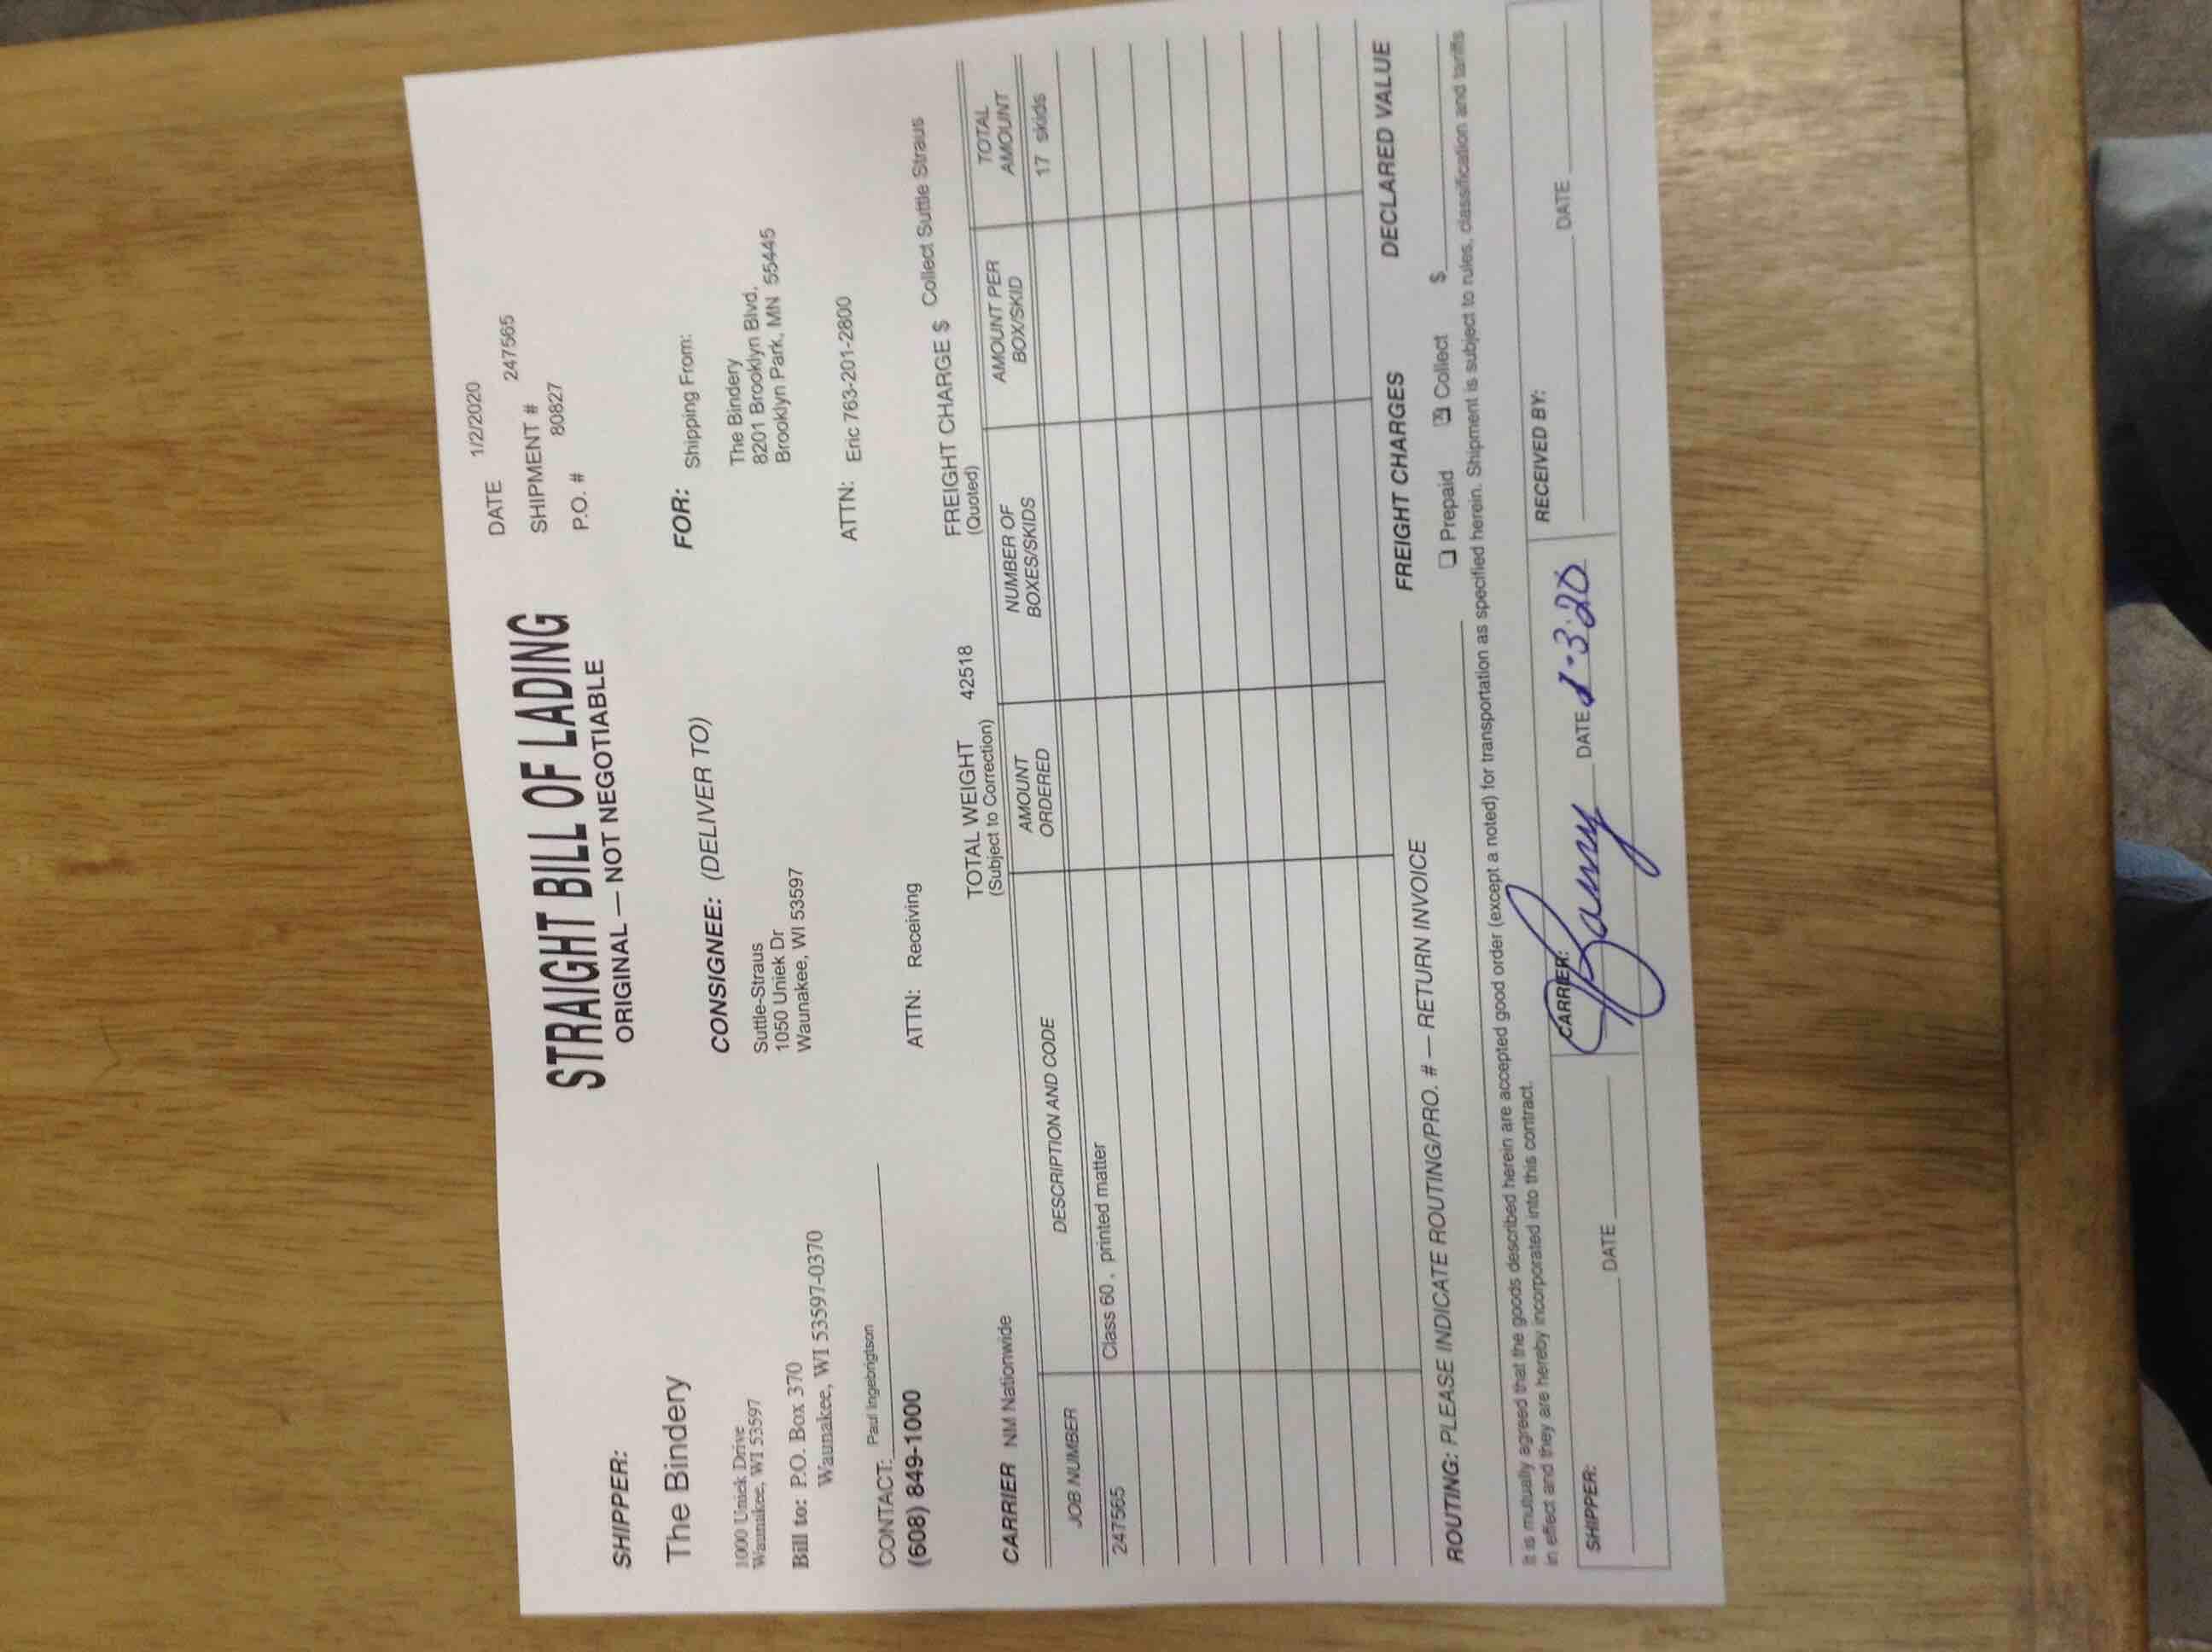 STRAIGHT BILL OF LADING
ORIGINAL — NOT NEGOTIABLE
DATE 1/2/2020
SHIPMENT # 247565
P.O. # 80827
SHIPPER:
The Bindery
1000 Uniek Drive
Waunakee, WI 53597
Bill to: P.O. Box 370
Waunakee, WI 53597-0370
CONTACT: Paul Ingebrigtson
(608) 849-1000
CONSIGNEE: (DELIVER TO)
Suttle-Straus
1050 Uniek Dr
Waunakee, WI 53597
ATTN: Receiving
FOR: Shipping From:
The Bindery
8201 Brooklyn Blvd,
Brooklyn Park, MN 55445
ATTN: Eric 763-201-2800
CARRIER NM Nationwide
TOTAL WEIGHT 42518
(Subject to Correction)
FREIGHT CHARGE $ Collect Suttle Straus
(Quoted)
JOB NUMBER DESCRIPTION AND CODE AMOUNT ORDERED NUMBER OF BOXES/SKIDS AMOUNT PER BOX/SKID TOTAL AMOUNT
247565 Class 60 , printed matter 17 skids
ROUTING: PLEASE INDICATE ROUTING/PRO. # — RETURN INVOICE
FREIGHT CHARGES
❑ Prepaid ☒ Collect
DECLARED VALUE
$
It is mutually agreed that the goods described herein are accepted good order (except a noted) for transportation as specified herein. Shipment is subject to rules, classification and tariffs
in effect and they are hereby incorporated into this contract.
SHIPPER:
DATE
CARRIER:
DATE 1·3·20
RECEIVED BY:
DATE